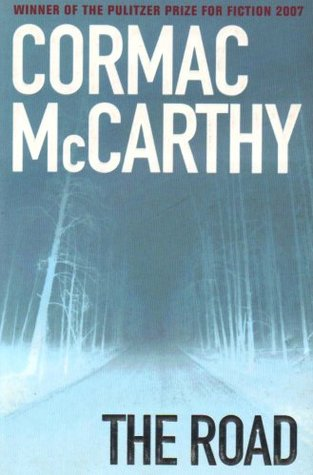 WINNER OF THE PULITZER PRIZE FOR FICTION 2007
CORMAC
McCARTHY
THE ROAD